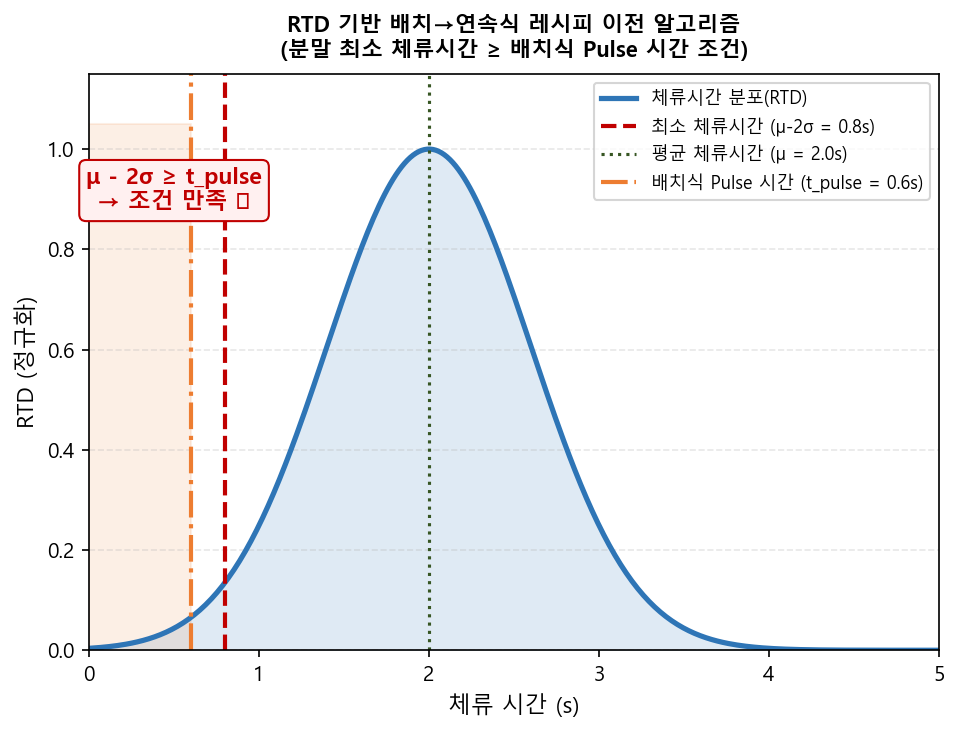 RTD 기반 배치→연속식 레시피 이전 알고리즘
(분말 최소 체류시간 ≥ 배치식 Pulse 시간 조건)
체류시간 분포(RTD)
최소 체류시간 (μ-2σ = 0.8s)
평균 체류시간 (μ = 2.0s)
배치식 Pulse 시간 (t_pulse = 0.6s)
μ - 2σ ≥ t_pulse
→ 조건 만족 ▯
RTD (정규화)
1.0
0.8
0.6
0.4
0.2
0.0
0
1
2
3
4
5
체류 시간 (s)